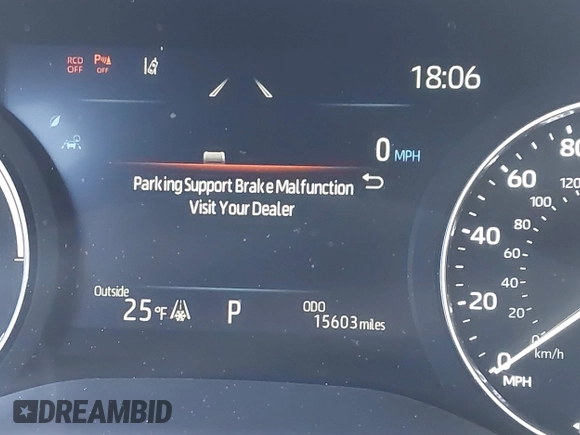 RCD OFF
P OFF
18:06
0 MPH
Parking Support Brake Malfunction
Visit Your Dealer
Outside
25°F
P
ODO
15603 miles
80
60
40
20
0
MPH
120
100
80
40
20
0
km/h
DREAMBID